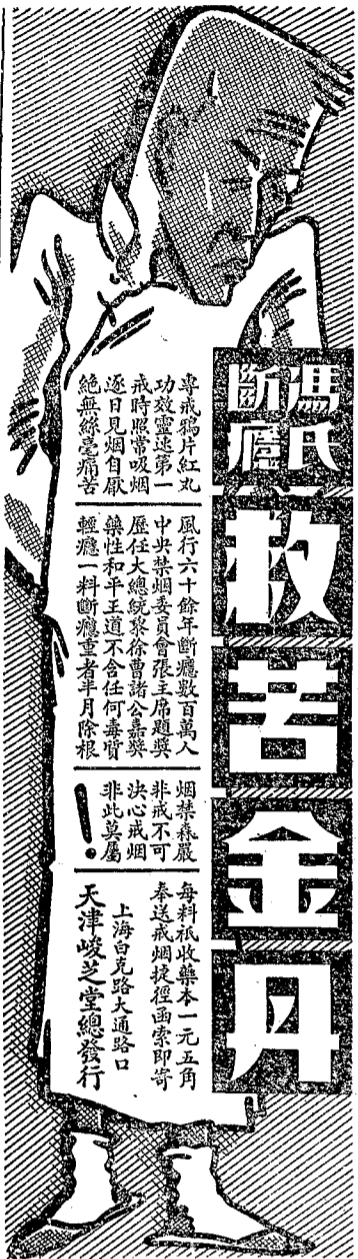 馮氏
斷癮
救苦金丹
專戒鴉片紅丸
功效靈速第一
戒時照常吸烟
逐日見烟自厭
絕無絲毫痛苦
風行六十餘年斷癮數百萬人
中央禁烟委員會張主席題獎
歷任大總統黎徐曹諸公嘉獎
藥性和平王道不含任何毒質
輕癮一料斷癮重者半月除根
烟禁森嚴
非戒不可
決心戒烟
非此莫屬
!
每料祇收藥本一元五角
奉送戒烟捷徑函索即寄
上海白克路大通路口
天津峻芝堂總發行